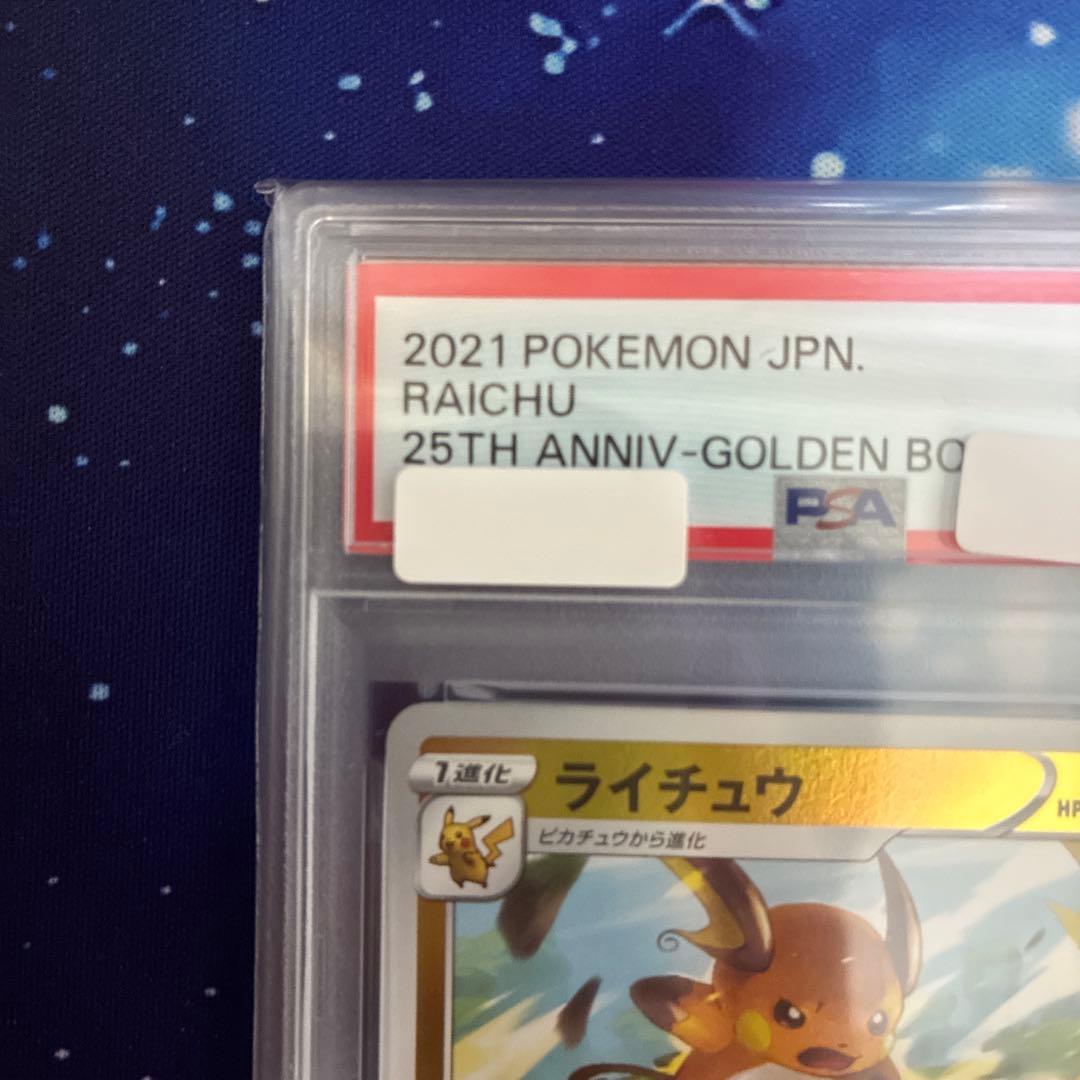 2021 POKEMON JPN.
RAICHU
25TH ANNIV-GOLDEN BO
PSA
1進化
ライチュウ
HP
ピカチュウから進化